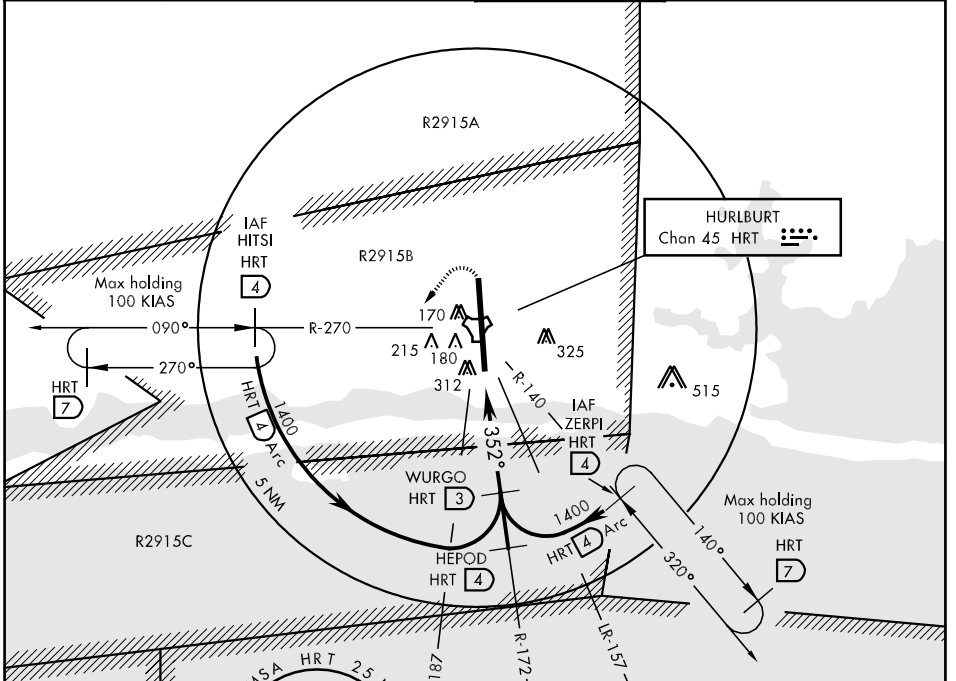 R2915A
HURLBURT
Chan 45 HRT
IAF
HITSI
HRT
4
R2915B
Max holding
100 KIAS
090°
R-270
270°
HRT
7
170
215
180
312
325
515
R-140
IAF
ZERPI
HRT
4
352°
1400
HRT 4 Arc
5 NM
WURGO
HRT 3
R2915C
HEPOD
HRT 4
1400
HRT 4 Arc
Max holding
100 KIAS
140°
320°
HRT
7
187
R-172
LR-157
HRT 25